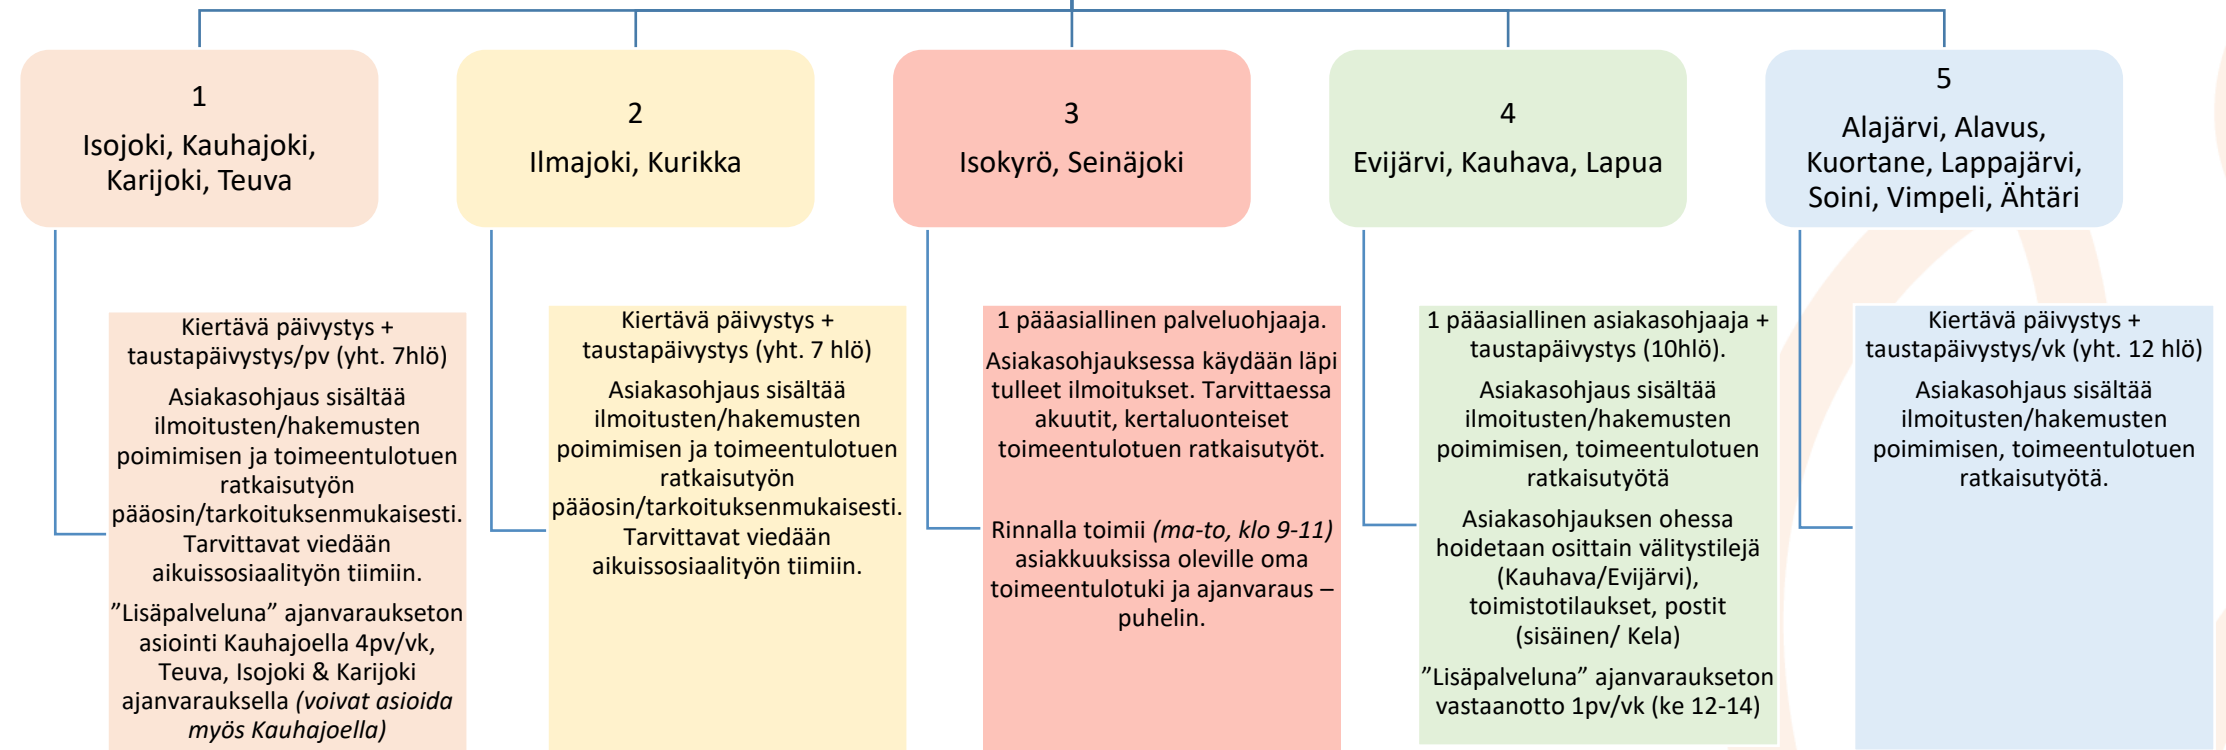 1
Isojoki, Kauhajoki,
Karijoki, Teuva
2
Ilmajoki, Kurikka
3
Isokyrö, Seinäjoki
4
Evijärvi, Kauhava, Lapua
5
Alajärvi, Alavus,
Kuortane, Lappajärvi,
Soini, Vimpeli, Ähtäri
Kiertävä päivystys +
taustapäivystys/pv (yht. 7hlö)
Asiakasohjaus sisältää
ilmoitusten/hakemusten
poimimisen ja toimeentulotuen
ratkaisutyön
pääosin/tarkoituksenmukaisesti.
Tarvittavat viedään
aikuissosiaalityön tiimiin.
”Lisäpalveluna” ajanvaraukseton
asiointi Kauhajoella 4pv/vk,
Teuva, Isojoki & Karijoki
ajanvarauksella (voivat asioida
myös Kauhajoella)
Kiertävä päivystys +
taustapäivystys (yht. 7 hlö)
Asiakasohjaus sisältää
ilmoitusten/hakemusten
poimimisen ja toimeentulotuen
ratkaisutyön
pääosin/tarkoituksenmukaisesti.
Tarvittavat viedään
aikuissosiaalityön tiimiin.
1 pääasiallinen palveluohjaaja.
Asiakasohjauksessa käydään läpi
tulleet ilmoitukset. Tarvittaessa
akuutit, kertaluonteiset
toimeentulotuen ratkaisutyöt.
Rinnalla toimii (ma-to, klo 9-11)
asiakkuuksissa oleville oma
toimeentulotuki ja ajanvaraus –
puhelin.
1 pääasiallinen asiakasohjaaja +
taustapäivystys (10hlö).
Asiakasohjaus sisältää
ilmoitusten/hakemusten
poimimisen, toimeentulotuen
ratkaisutyötä
Asiakasohjauksen ohessa
hoidetaan osittain välitystilejä
(Kauhava/Evijärvi),
toimistotilaukset, postit
(sisäinen/ Kela)
”Lisäpalveluna” ajanvaraukseton
vastaanotto 1pv/vk (ke 12-14)
Kiertävä päivystys +
taustapäivystys/vk (yht. 12 hlö)
Asiakasohjaus sisältää
ilmoitusten/hakemusten
poimimisen, toimeentulotuen
ratkaisutyötä.